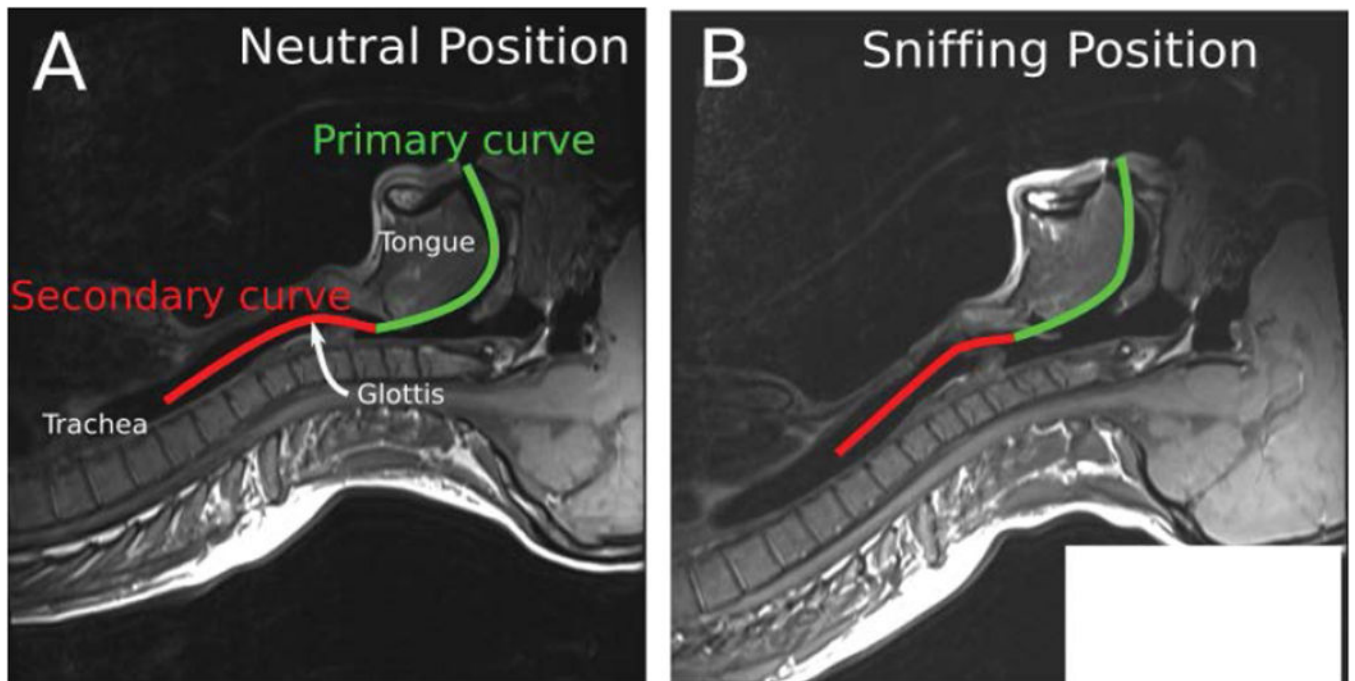 A
Neutral Position
Primary curve
Tongue
Secondary curve
Glottis
Trachea
B
Sniffing Position